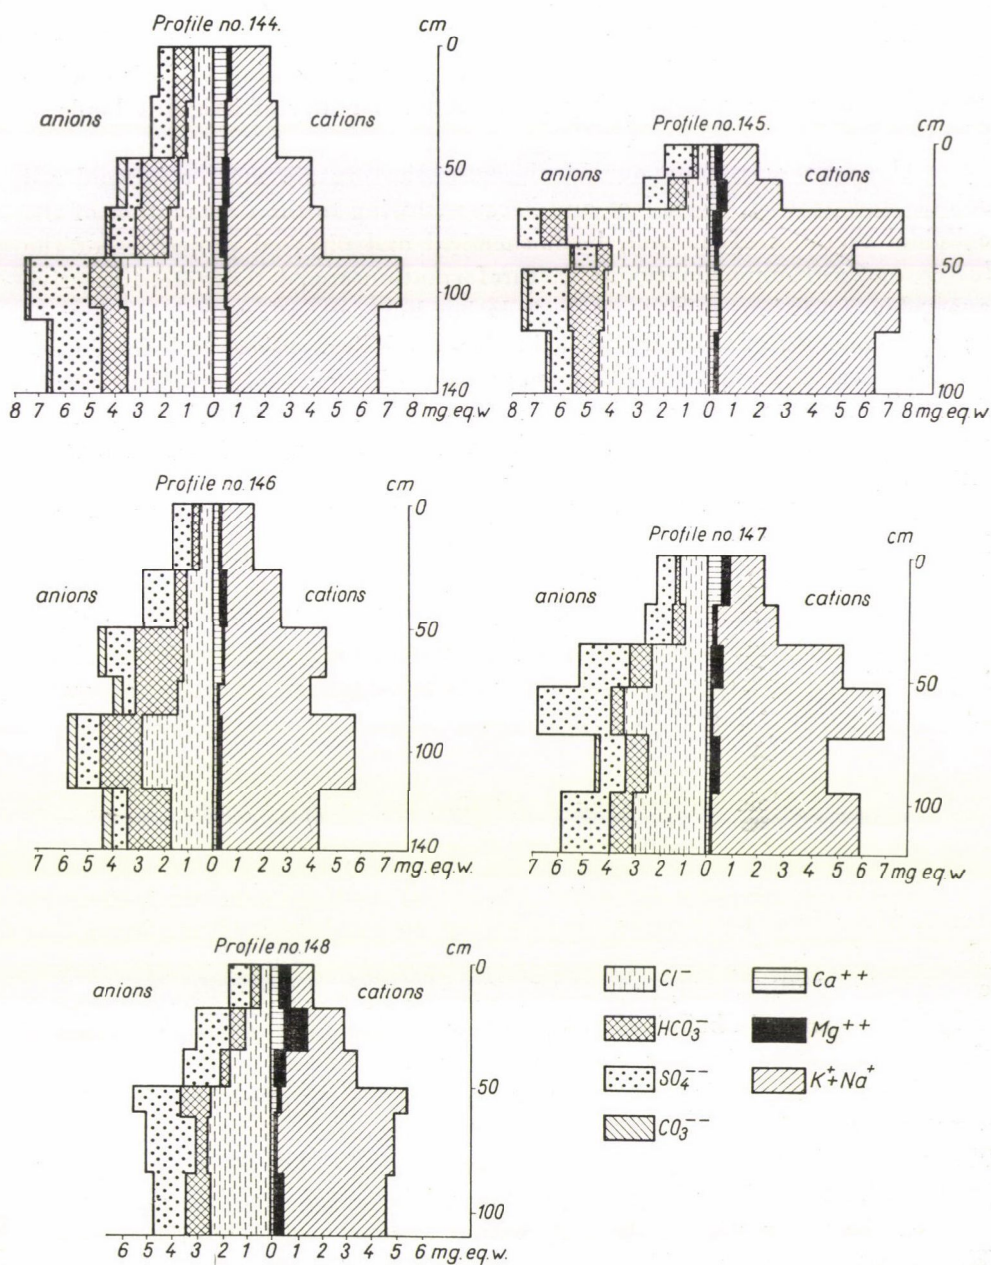 Profile no. 144.
cm
0
anions
cations
50
100
140
8 7 6 5 4 3 2 1 0 1 2 3 4 5 6 7 8 mg eq.w
Profile no. 145.
cm
0
anions
cations
50
100
8 7 6 5 4 3 2 1 0 1 2 3 4 5 6 7 8 mg eq.w
Profile no. 146
cm
0
anions
cations
50
100
140
7 6 5 4 3 2 1 0 1 2 3 4 5 6 7 mg. eq.w.
Profile no. 147
cm
0
anions
cations
50
100
7 6 5 4 3 2 1 0 1 2 3 4 5 6 7 mg eq.w
Profile no. 148
cm
0
anions
cations
50
100
6 5 4 3 2 1 0 1 2 3 4 5 6 mg eq.w.
Cl⁻
HCO₃⁻
SO₄⁻⁻
CO₃⁻⁻
Ca⁺⁺
Mg⁺⁺
K⁺+Na⁺